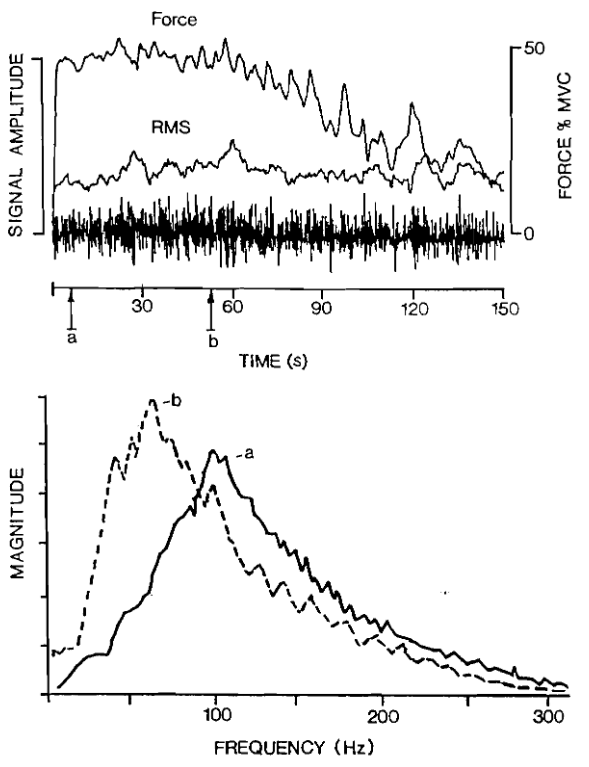 Force
50
SIGNAL AMPLITUDE
RMS
FORCE % MVC
0
30
60
90
120
150
a
b
TIME (s)
b
a
MAGNITUDE
100
200
300
FREQUENCY (Hz)